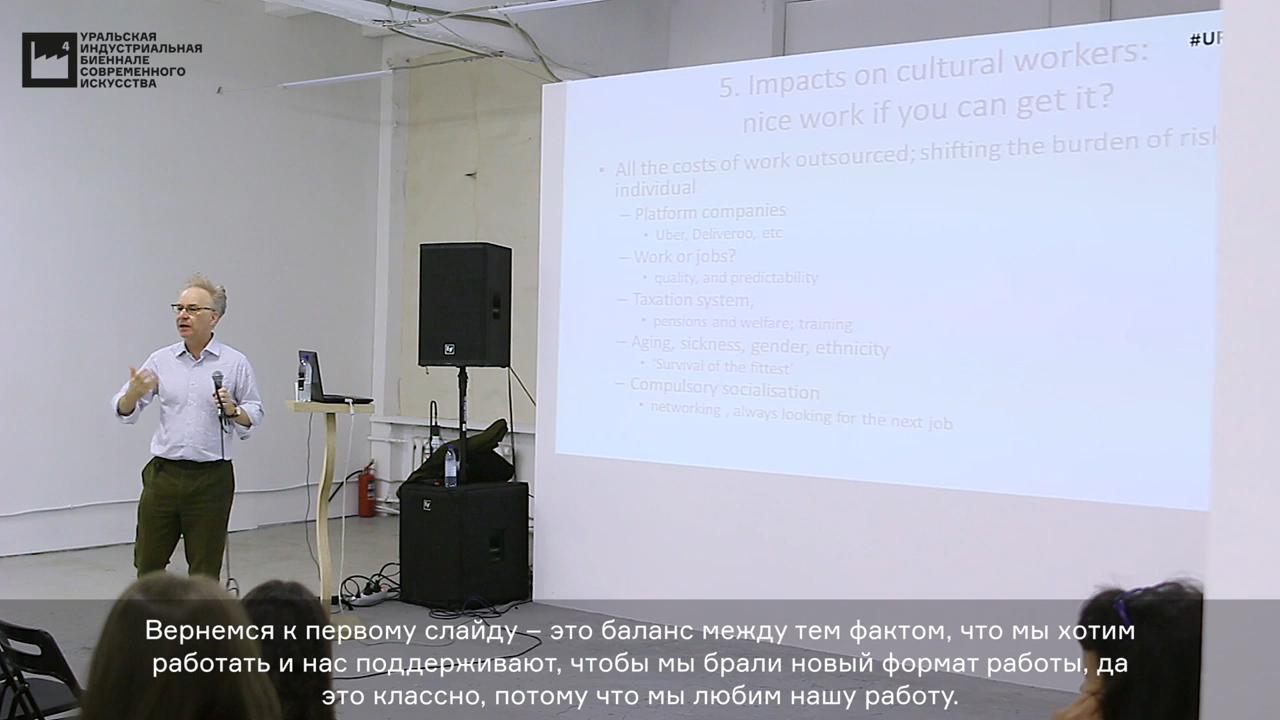 УРАЛЬСКАЯ
ИНДУСТРИАЛЬНАЯ
БИЕННАЛЕ
СОВРЕМЕННОГО
ИСКУССТВА
4
#UF
5. Impacts on cultural workers:
nice work if you can get it?
• All the costs of work outsourced; shifting the burden of risk
individual
– Platform companies
• Uber, Deliveroo, etc
– Work or jobs?
• quality, and predictability
– Taxation system,
• pensions and welfare; training
– Aging, sickness, gender, ethnicity
• 'Survival of the fittest'
– Compulsory socialisation
• networking , always looking for the next job
Вернемся к первому слайду – это баланс между тем фактом, что мы хотим
работать и нас поддерживают, чтобы мы брали новый формат работы, да
это классно, потому что мы любим нашу работу.